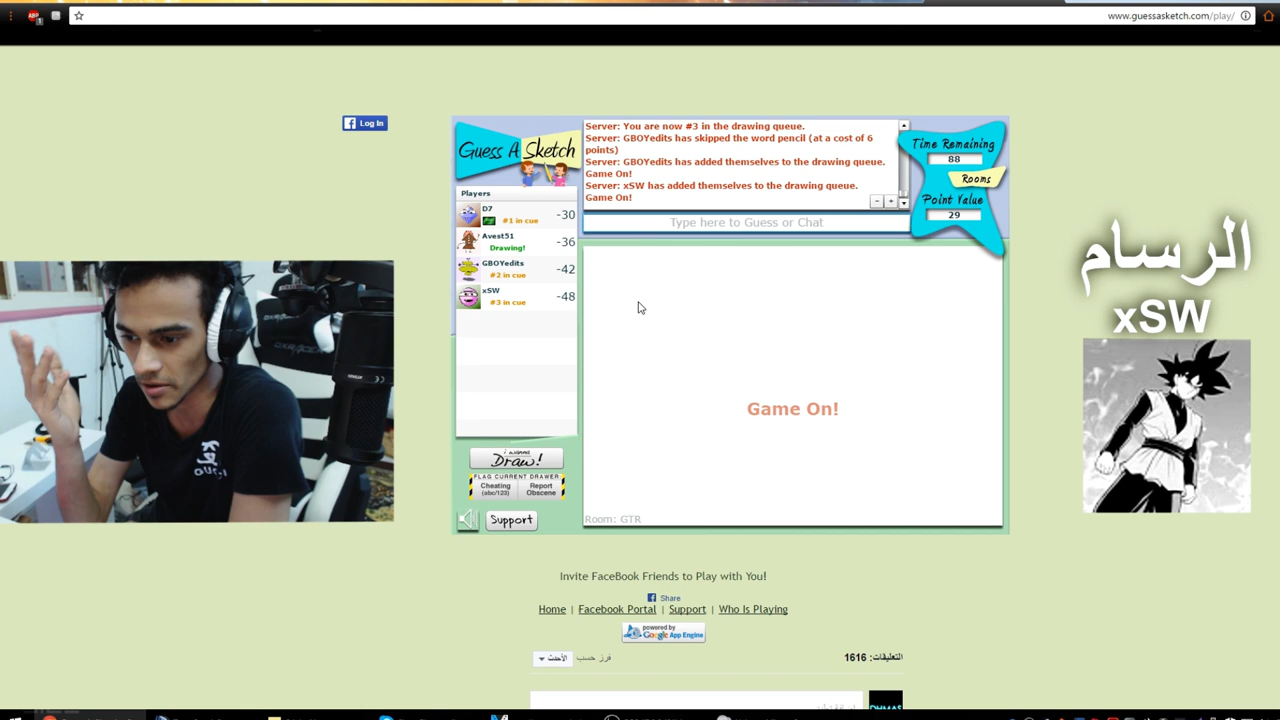 www.guessasketch.com/play/
Log In
Guess A Sketch
Server: You are now #3 in the drawing queue.
Server: GBOYedits has skipped the word pencil (at a cost of 6
points)
Server: GBOYedits has added themselves to the drawing queue.
Game On!
Server: xSW has added themselves to the drawing queue.
Game On!
Type here to Guess or Chat
Time Remaining
88
Rooms
Point Value
29
Players
D7
#1 in cue
-30
Avest51
Drawing!
-36
GBOYedits
#2 in cue
-42
xSW
#3 in cue
-48
Game On!
Room: GTR
Draw!
FLAG CURRENT DRAWER
Cheating
(abc/123)
Report
Obscene
Support
الرسام
xSW
Invite FaceBook Friends to Play with You!
Share
Home | Facebook Portal | Support | Who Is Playing
powered by
Google App Engine
التعليقات: 1616
فرز حسب
الأحدث